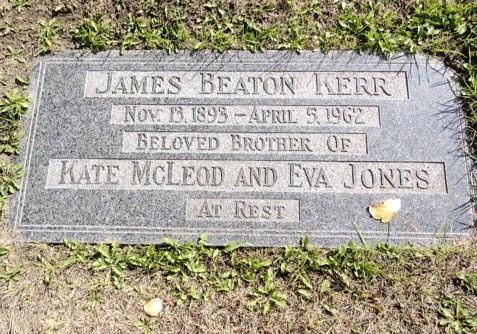 JAMES BEATON KERR
NOV. 13, 1893 – APRIL 5, 1962
BELOVED BROTHER OF
KATE MCLEOD AND EVA JONES
AT REST